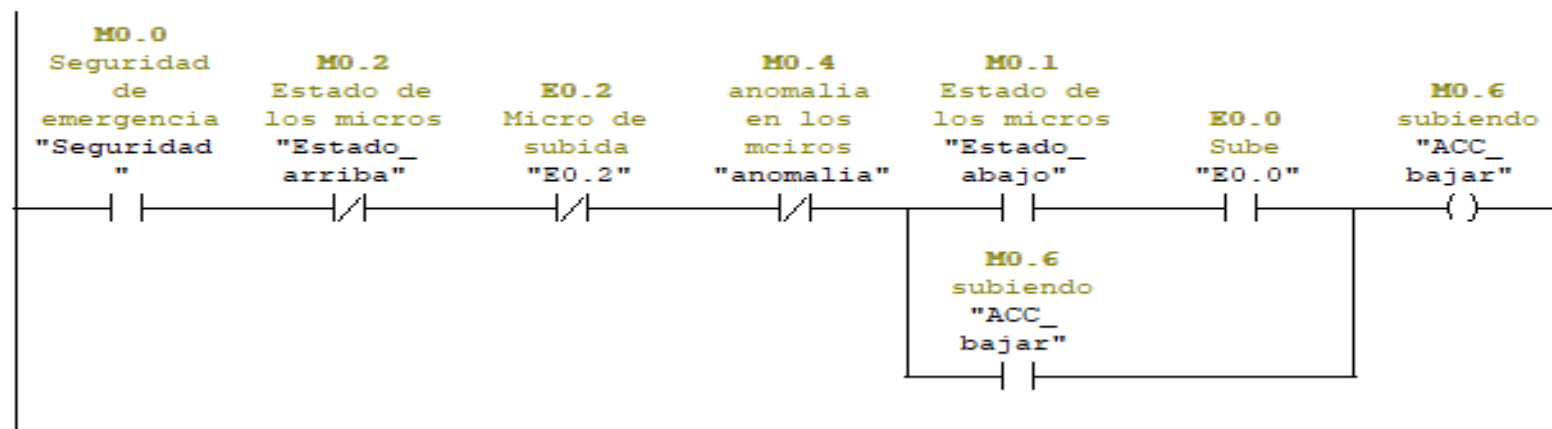 M0.0
Seguridad
de
emergencia
"Seguridad
"
M0.2
Estado de
los micros
"Estado_
arriba"
E0.2
Micro de
subida
"E0.2"
M0.4
anomalia
en los
mciros
"anomalia"
M0.1
Estado de
los micros
"Estado_
abajo"
E0.0
Sube
"E0.0"
M0.6
subiendo
"ACC_
bajar"
M0.6
subiendo
"ACC_
bajar"